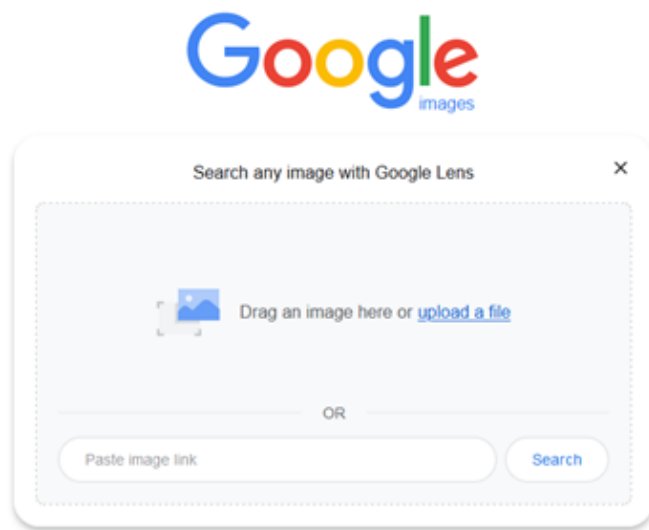 Google
images
Search any image with Google Lens
Drag an image here or upload a file
OR
Paste image link
Search